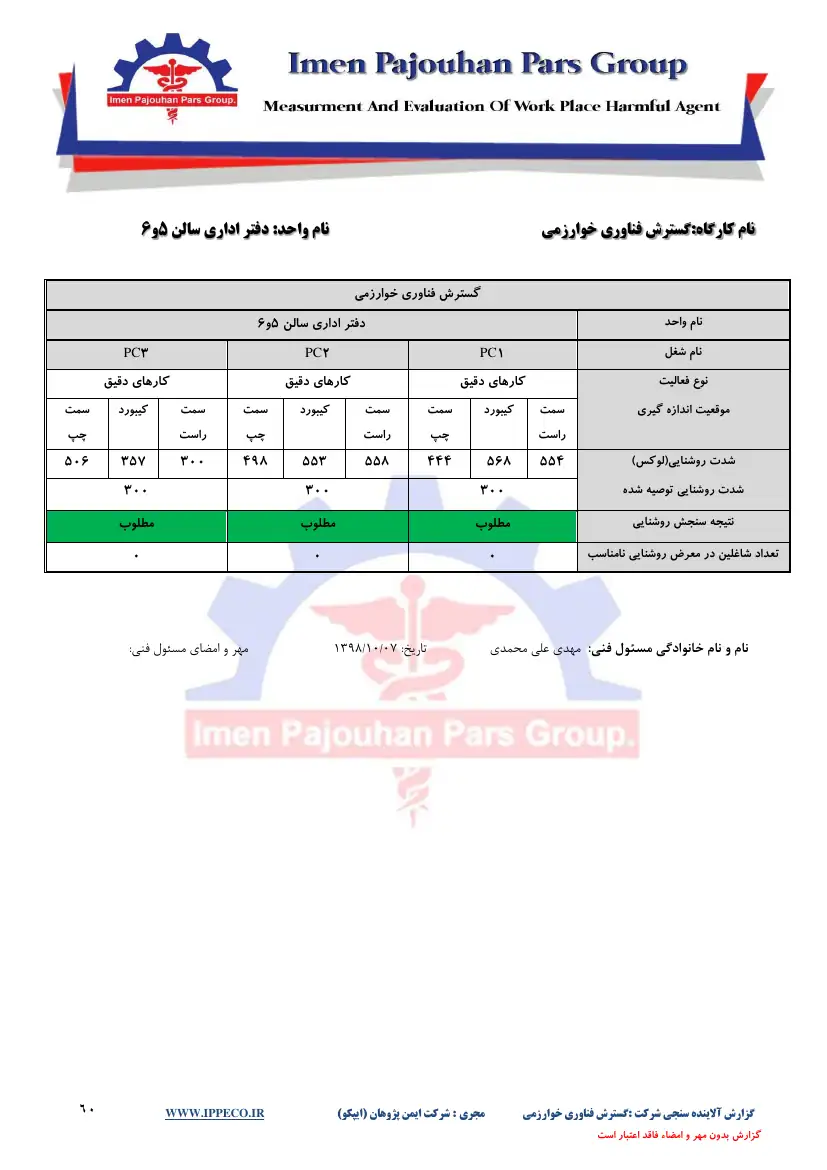 Imen Pajouhan Pars Group
Imen Pajouhan Pars Group.
Measurment And Evaluation Of Work Place Harmful Agent
نام کارگاه:گسترش فناوری خوارزمی نام واحد: دفتر اداری سالن ۵و۶
گسترش فناوری خوارزمی
نام واحد دفتر اداری سالن ۵و۶
نام شغل PC۱ PC۲ PC۳
نوع فعالیت کارهای دقیق کارهای دقیق کارهای دقیق
موقعیت اندازه گیری سمت راست کیبورد سمت چپ سمت راست کیبورد سمت چپ سمت راست کیبورد سمت چپ
شدت روشنایی(لوکس) ۵۵۴ ۵۶۸ ۴۴۴ ۵۵۸ ۵۵۳ ۴۹۸ ۳۰۰ ۳۵۷ ۵۰۶
شدت روشنایی توصیه شده ۳۰۰ ۳۰۰ ۳۰۰
نتیجه سنجش روشنایی مطلوب مطلوب مطلوب
تعداد شاغلین در معرض روشنایی نامناسب ۰ ۰ ۰
نام و نام خانوادگی مسئول فنی: مهدی علی محمدی تاریخ: ۱۳۹۸/۱۰/۰۷ مهر و امضای مسئول فنی:
Imen Pajouhan Pars Group.
گزارش آلاینده سنجی شرکت :گسترش فناوری خوارزمی مجری : شرکت ایمن پژوهان (ایپکو) WWW.IPPECO.IR ۶۰
گزارش بدون مهر و امضاء فاقد اعتبار است